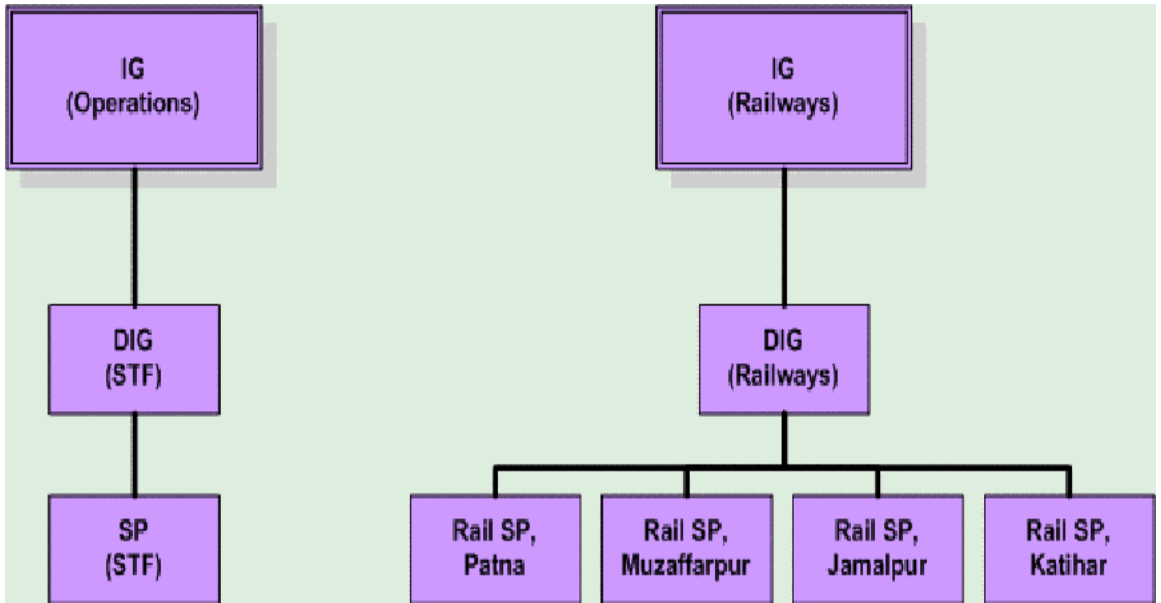 IG
(Operations)
IG
(Railways)
DIG
(STF)
DIG
(Railways)
SP
(STF)
Rail SP,
Patna
Rail SP,
Muzaffarpur
Rail SP,
Jamalpur
Rail SP,
Katihar